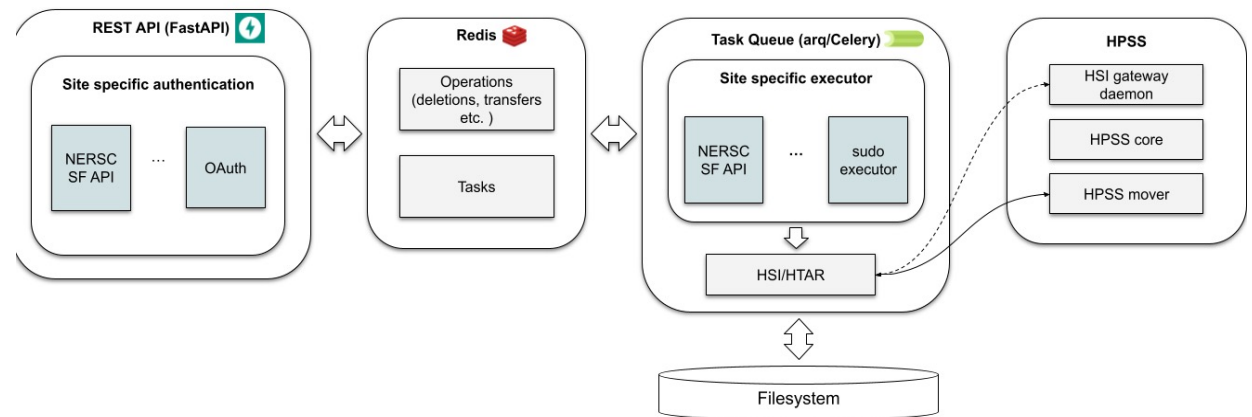 REST API (FastAPI)
Site specific authentication
NERSC
SF API
...
OAuth
Redis
Operations
(deletions, transfers
etc. )
Tasks
Task Queue (arq/Celery)
Site specific executor
NERSC
SF API
...
sudo
executor
HSI/HTAR
Filesystem
HPSS
HSI gateway
daemon
HPSS core
HPSS mover